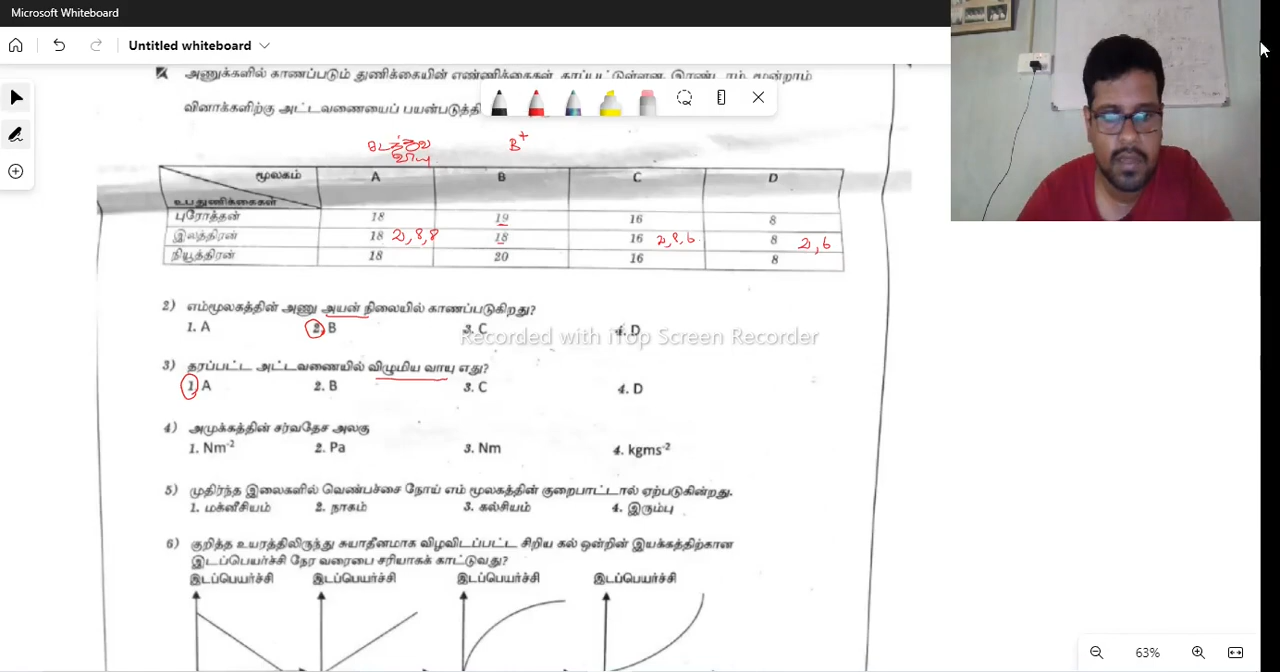 Microsoft Whiteboard
Untitled whiteboard
அணுக்களில் காணப்படும் துணிக்கையின் எண்ணிக்கைகள் காட்டப்பட்டுள்ளன. இரண்டாம், மூன்றாம்
வினாக்களிற்கு அட்டவணையைப் பயன்படுத்தி
B+
மூலகம் A B C D
உபதுணிக்கைகள்
புரோத்தன் 18 19 16 8
இலத்திரன் 18 2,8,8 18 16 2,8,6 8 2,6
நியூத்திரன் 18 20 16 8
2) எம்மூலகத்தின் அணு அயன் நிலையில் காணப்படுகிறது?
1. A 2. B 3. C 4. D
Recorded with iTop Screen Recorder
3) தரப்பட்ட அட்டவணையில் விழுமிய வாயு எது?
1. A 2. B 3. C 4. D
4) அமுக்கத்தின் சர்வதேச அலகு
1. Nm-2 2. Pa 3. Nm 4. kgms-2
5) முதிர்ந்த இலைகளில் வெண்பச்சை நோய் எம் மூலகத்தின் குறைபாட்டால் ஏற்படுகின்றது.
1. மக்னீசியம் 2. நாகம் 3. கல்சியம் 4. இரும்பு
6) குறித்த உயரத்திலிருந்து சுயாதீனமாக விழவிடப்பட்ட சிறிய கல் ஒன்றின் இயக்கத்திற்கான
இடப்பெயர்ச்சி நேர வரைபை சரியாகக் காட்டுவது?
இடப்பெயர்ச்சி இடப்பெயர்ச்சி இடப்பெயர்ச்சி இடப்பெயர்ச்சி
63%